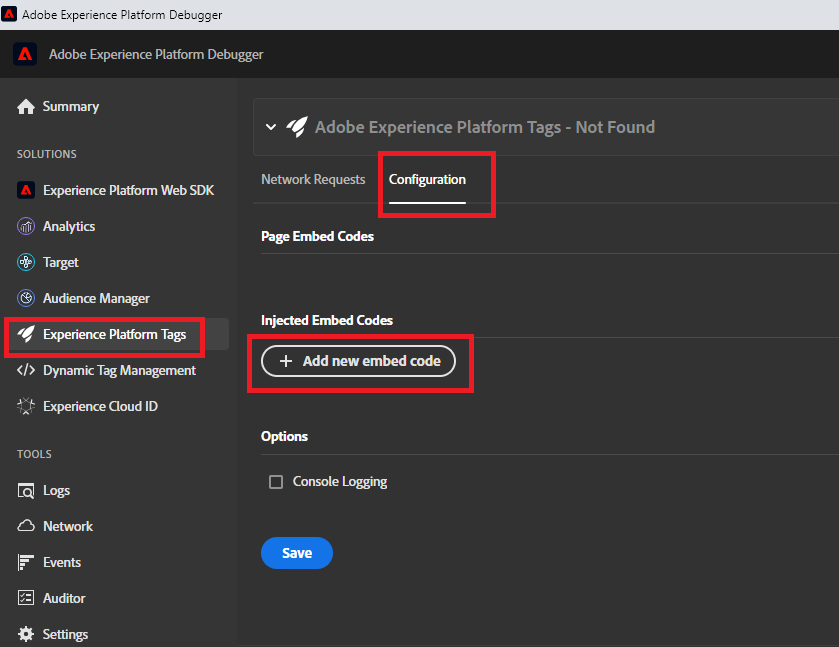 Adobe Experience Platform Debugger
Adobe Experience Platform Debugger
Summary
SOLUTIONS
Experience Platform Web SDK
Analytics
Target
Audience Manager
Experience Platform Tags
Dynamic Tag Management
Experience Cloud ID
TOOLS
Logs
Network
Events
Auditor
Settings
Adobe Experience Platform Tags - Not Found
Network Requests Configuration
Page Embed Codes
Injected Embed Codes
+ Add new embed code
Options
Console Logging
Save